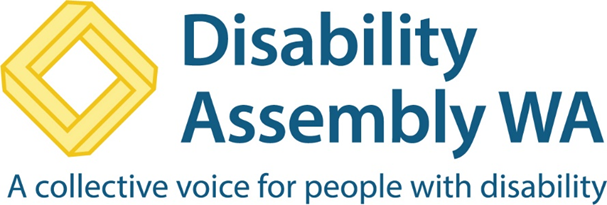 Disability
Assembly WA
A collective voice for people with disability